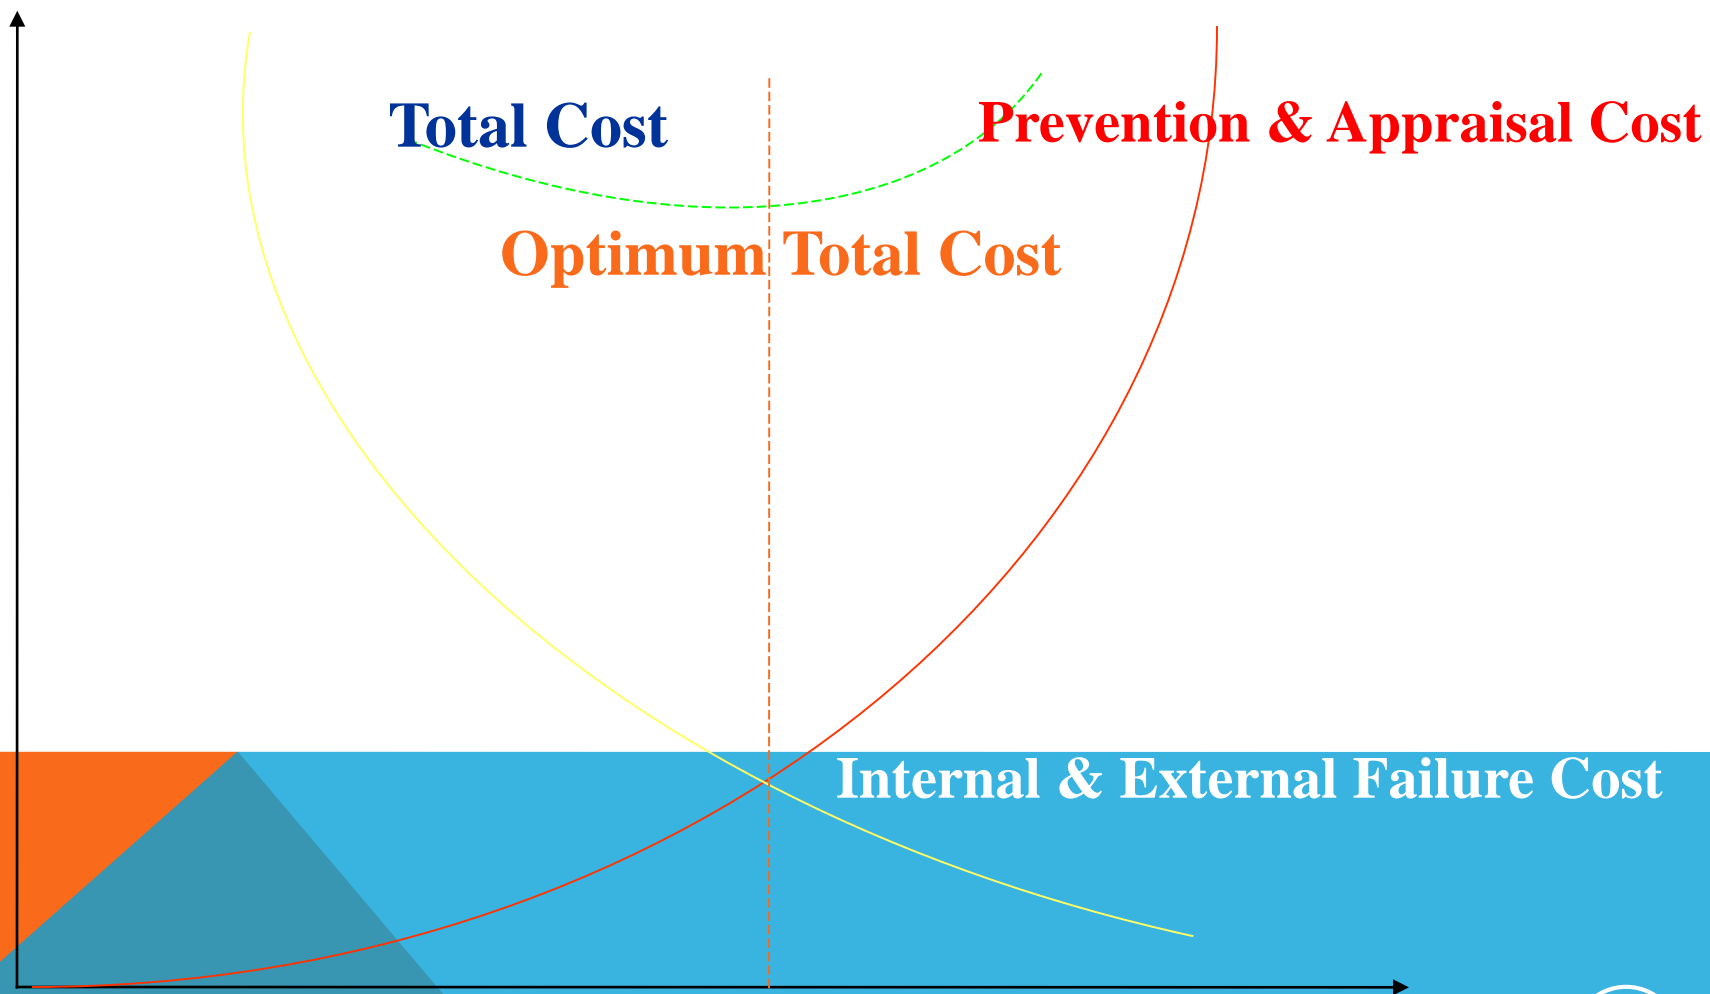 Total Cost
Prevention & Appraisal Cost
Optimum Total Cost
Internal & External Failure Cost